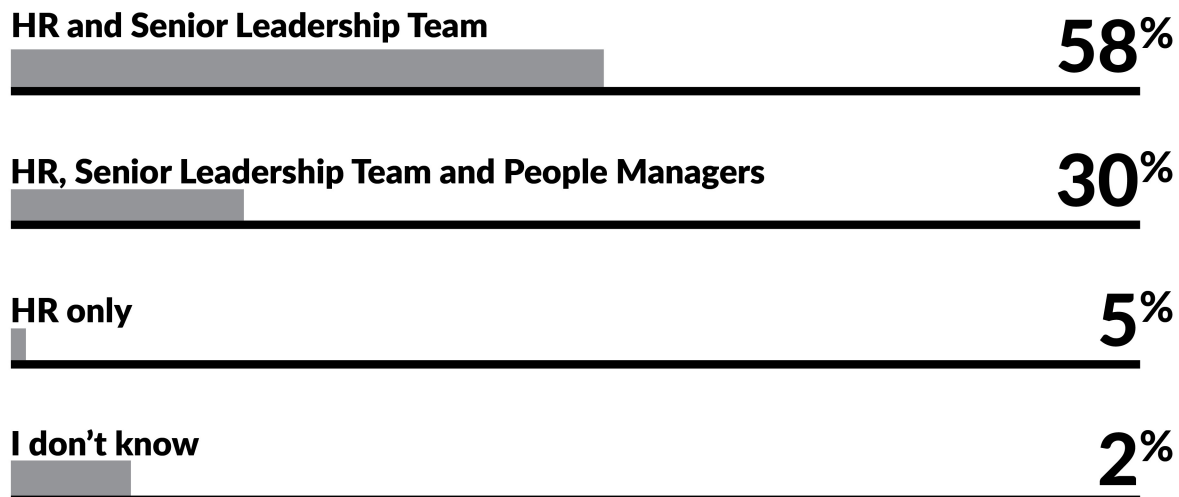 HR and Senior Leadership Team
58%
HR, Senior Leadership Team and People Managers
30%
HR only
5%
I don’t know
2%